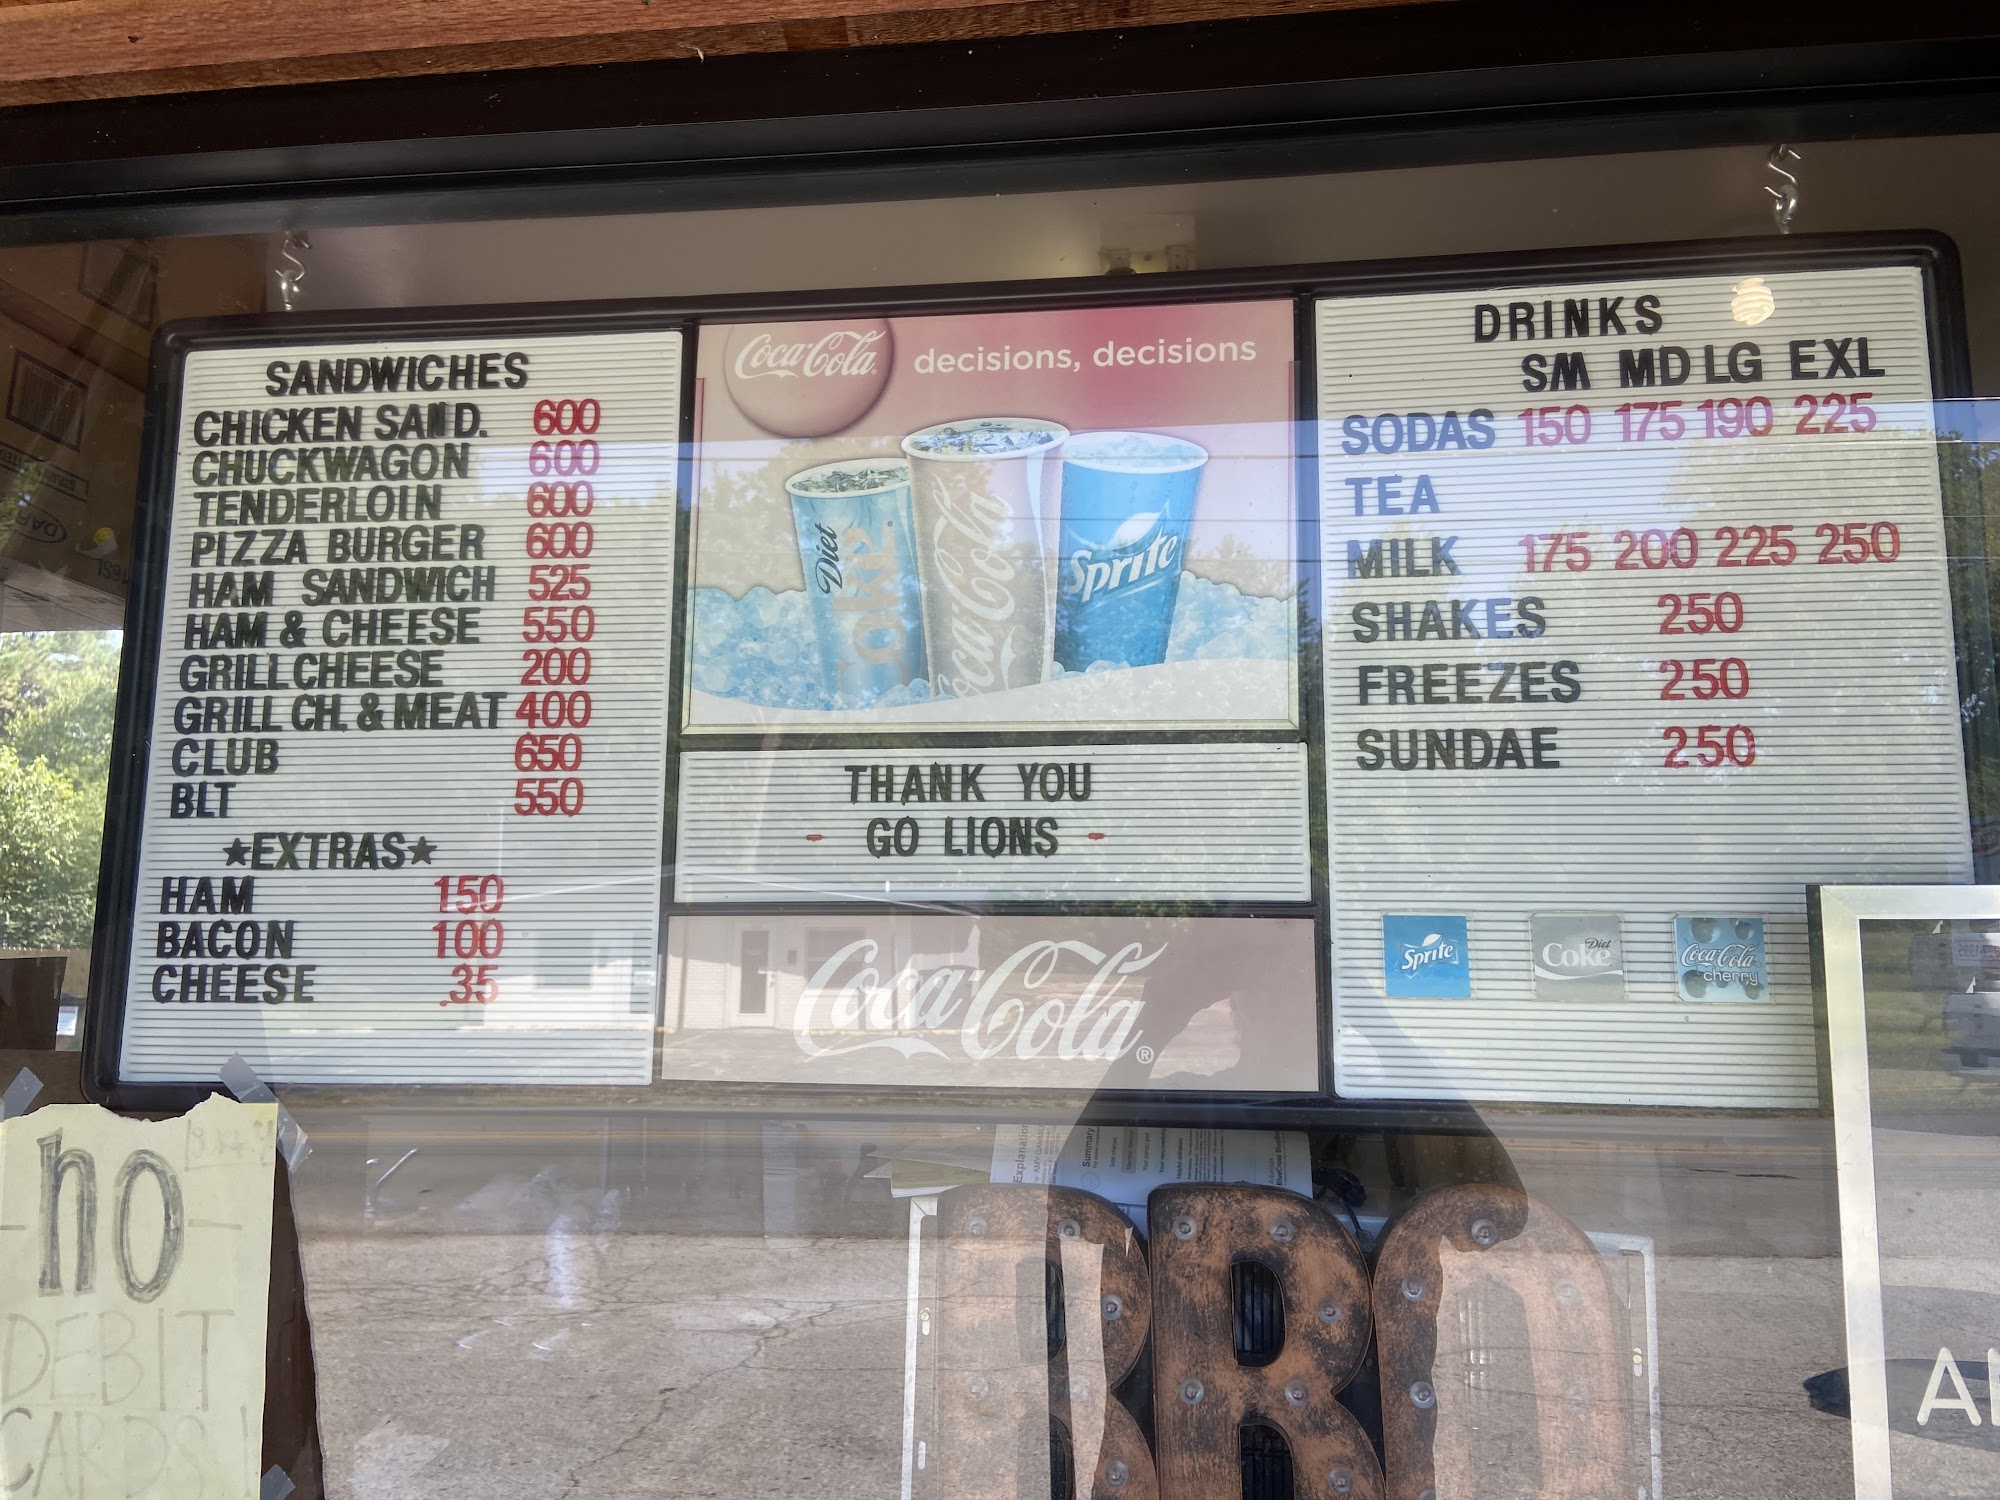 SANDWICHES
CHICKEN SAND. 600
CHUCKWAGON 600
TENDERLOIN 600
PIZZA BURGER 600
HAM SANDWICH 525
HAM & CHEESE 550
GRILL CHEESE 200
GRILL CH. & MEAT 400
CLUB 650
BLT 550
★EXTRAS★
HAM 150
BACON 100
CHEESE .35
Coca-Cola decisions, decisions
Diet Coke
Coca-Cola
Sprite
THANK YOU
- GO LIONS -
Coca-Cola®
DRINKS
SM MD LG EXL
SODAS 150 175 190 225
TEA
MILK 175 200 225 250
SHAKES 250
FREEZES 250
SUNDAE 250
Sprite
Diet Coke
Coca-Cola cherry
no
DEBIT
CARDS!
Explanation
Summary
BBQ